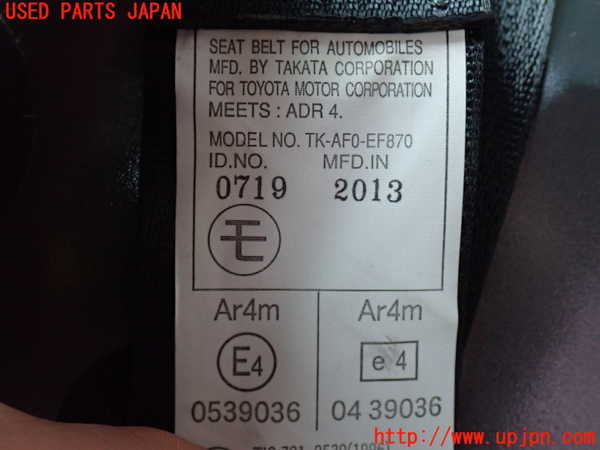 USED PARTS JAPAN
SEAT BELT FOR AUTOMOBILES
MFD. BY TAKATA CORPORATION
FOR TOYOTA MOTOR CORPORATION
MEETS : ADR 4.
MODEL NO. TK-AF0-EF870
ID.NO. MFD.IN
0719 2013
モ
Ar4m Ar4m
E4 e 4
0539036 04 39036
http://www.upjpn.com/